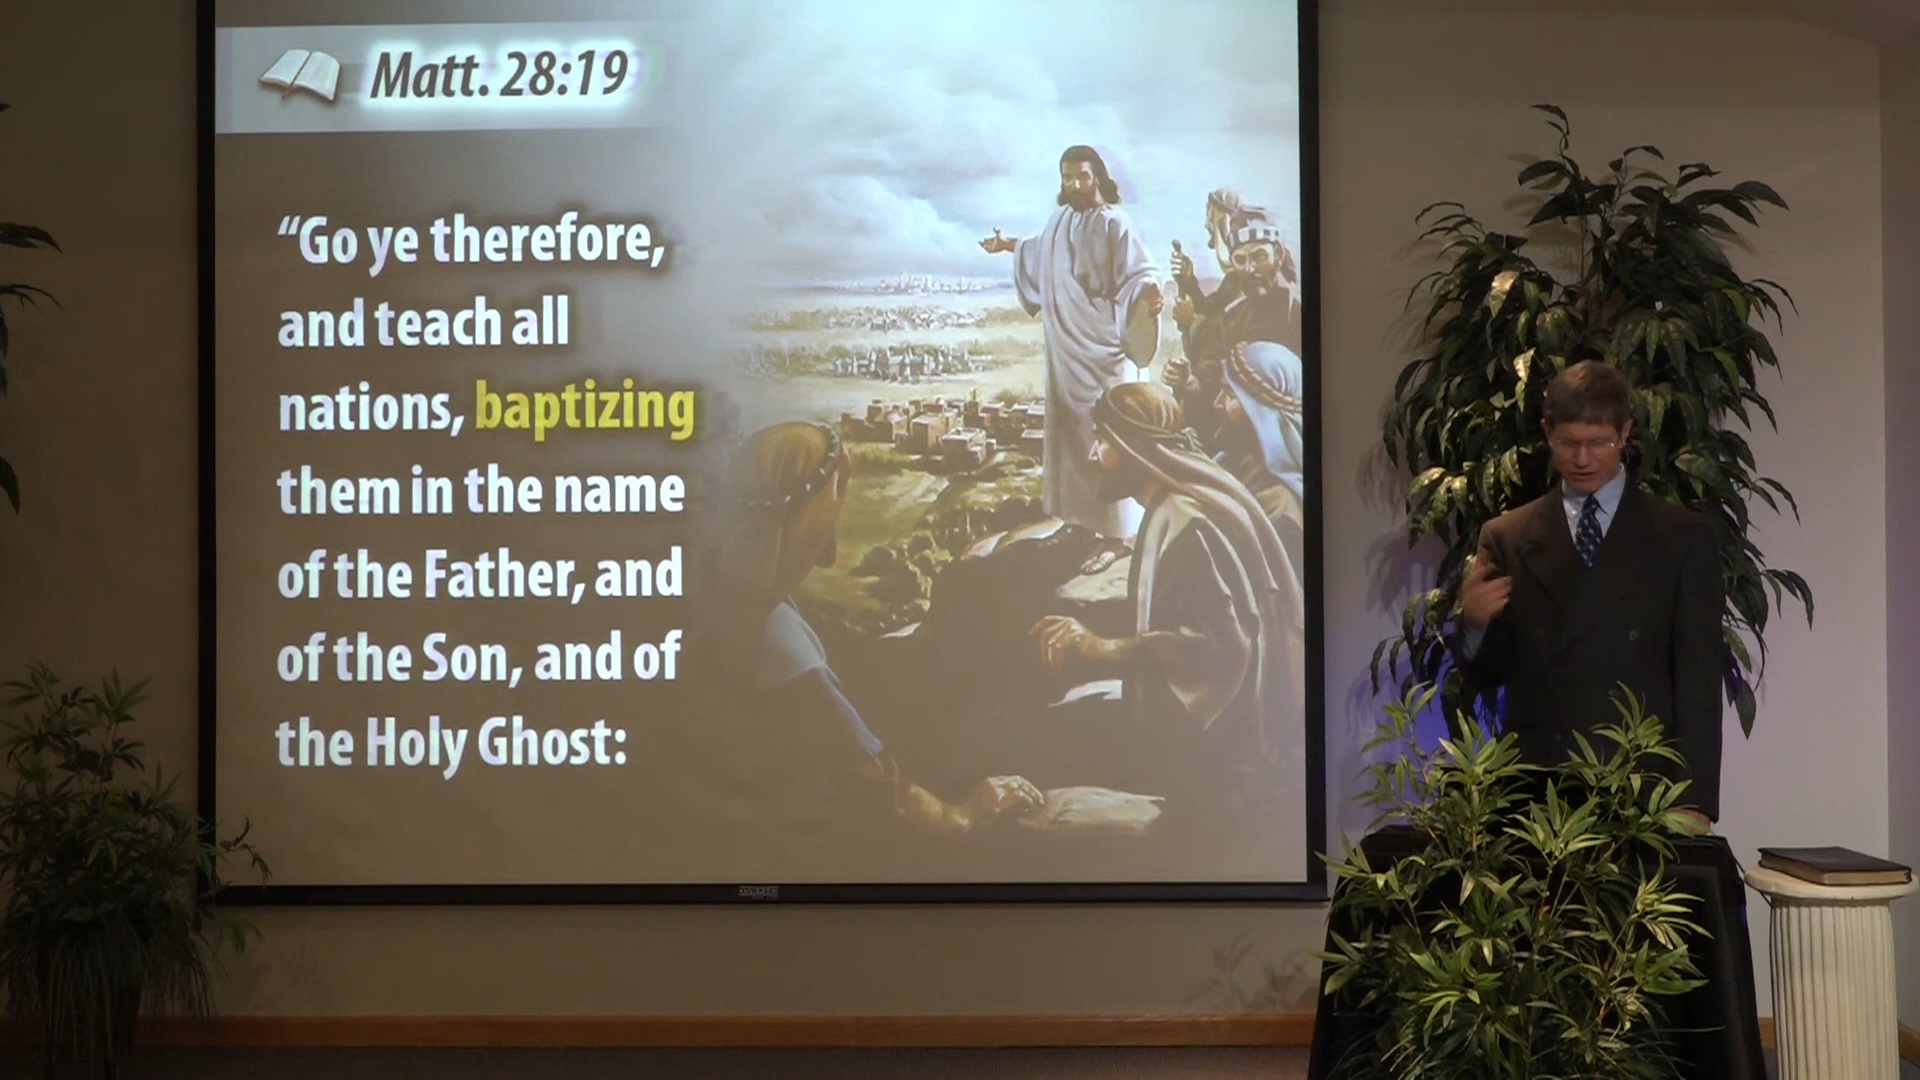 Matt. 28:19
“Go ye therefore,
and teach all
nations, baptizing
them in the name
of the Father, and
of the Son, and of
the Holy Ghost: